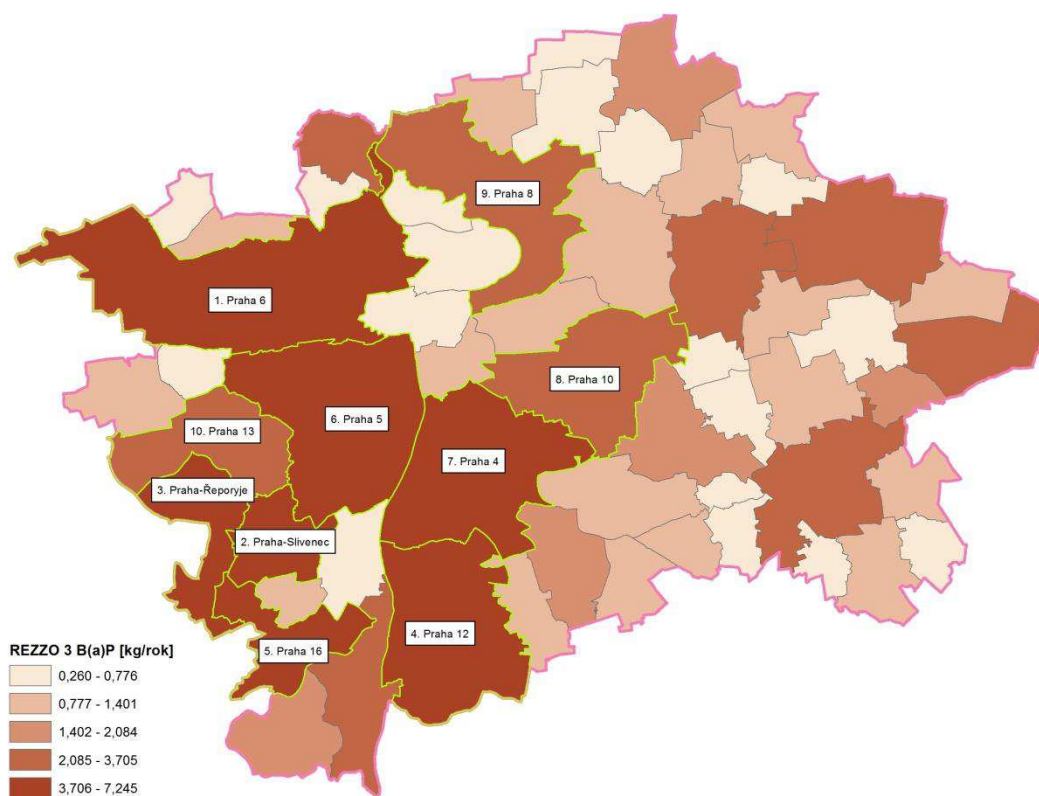 9. Praha 8
1. Praha 6
8. Praha 10
6. Praha 5
10. Praha 13
7. Praha 4
3. Praha-Řeporyje
2. Praha-Slivenec
4. Praha 12
5. Praha 16
REZZO 3 B(a)P [kg/rok]
0,260 - 0,776
0,777 - 1,401
1,402 - 2,084
2,085 - 3,705
3,706 - 7,245